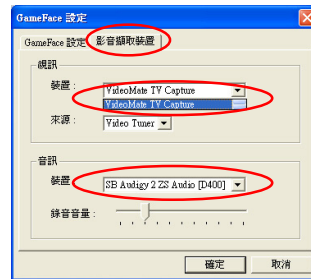 GameFace 設定
GameFace 設定 影音擷取裝置
視訊
裝置 : VideoMate TV Capture
VideoMate TV Capture
來源 : Video Tuner
音訊
裝置 SB Audigy 2 ZS Audio [D400]
錄音音量 :
確定 取消